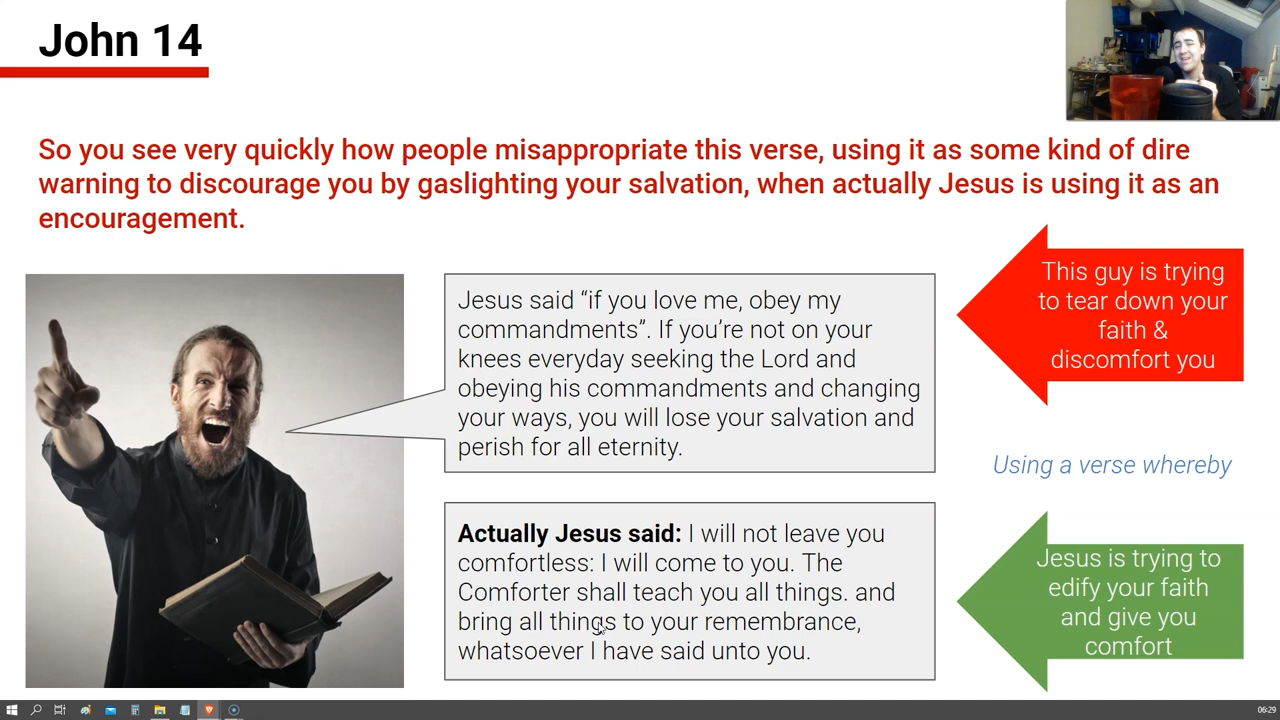 John 14
So you see very quickly how people misappropriate this verse, using it as some kind of dire
warning to discourage you by gaslighting your salvation, when actually Jesus is using it as an
encouragement.
Jesus said “if you love me, obey my
commandments”. If you’re not on your
knees everyday seeking the Lord and
obeying his commandments and changing
your ways, you will lose your salvation and
perish for all eternity.
This guy is trying
to tear down your
faith &
discomfort you
Using a verse whereby
Actually Jesus said: I will not leave you
comfortless: I will come to you. The
Comforter shall teach you all things. and
bring all things to your remembrance,
whatsoever I have said unto you.
Jesus is trying to
edify your faith
and give you
comfort
06:29